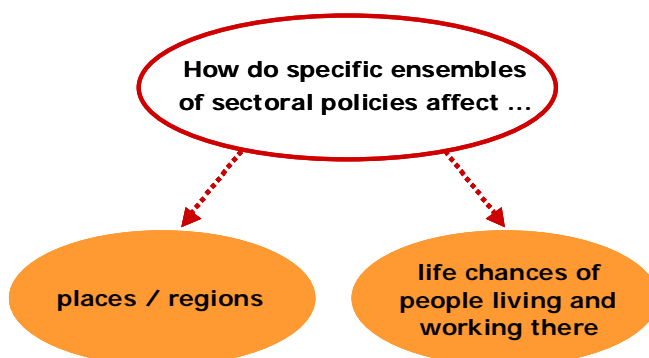 How do specific ensembles
of sectoral policies affect ...
places / regions
life chances of
people living and
working there